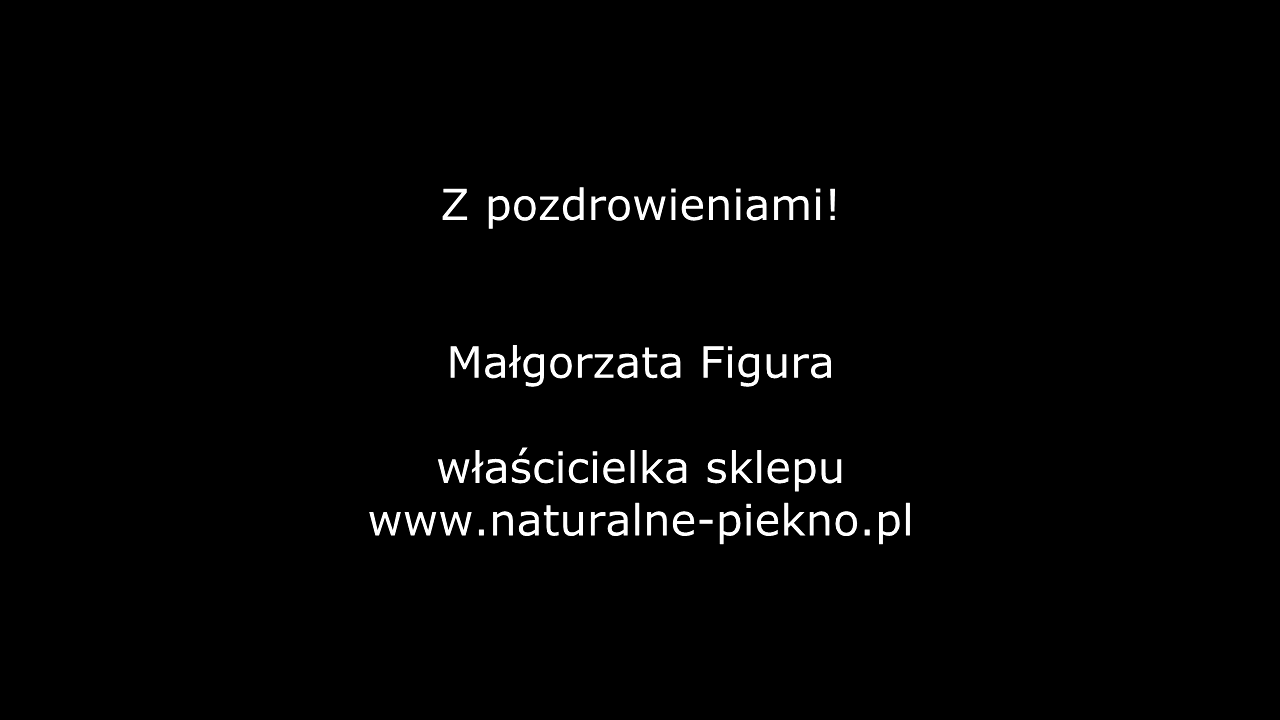 Z pozdrowieniami!
Małgorzata Figura
właścicielka sklepu
www.naturalne-piekno.pl